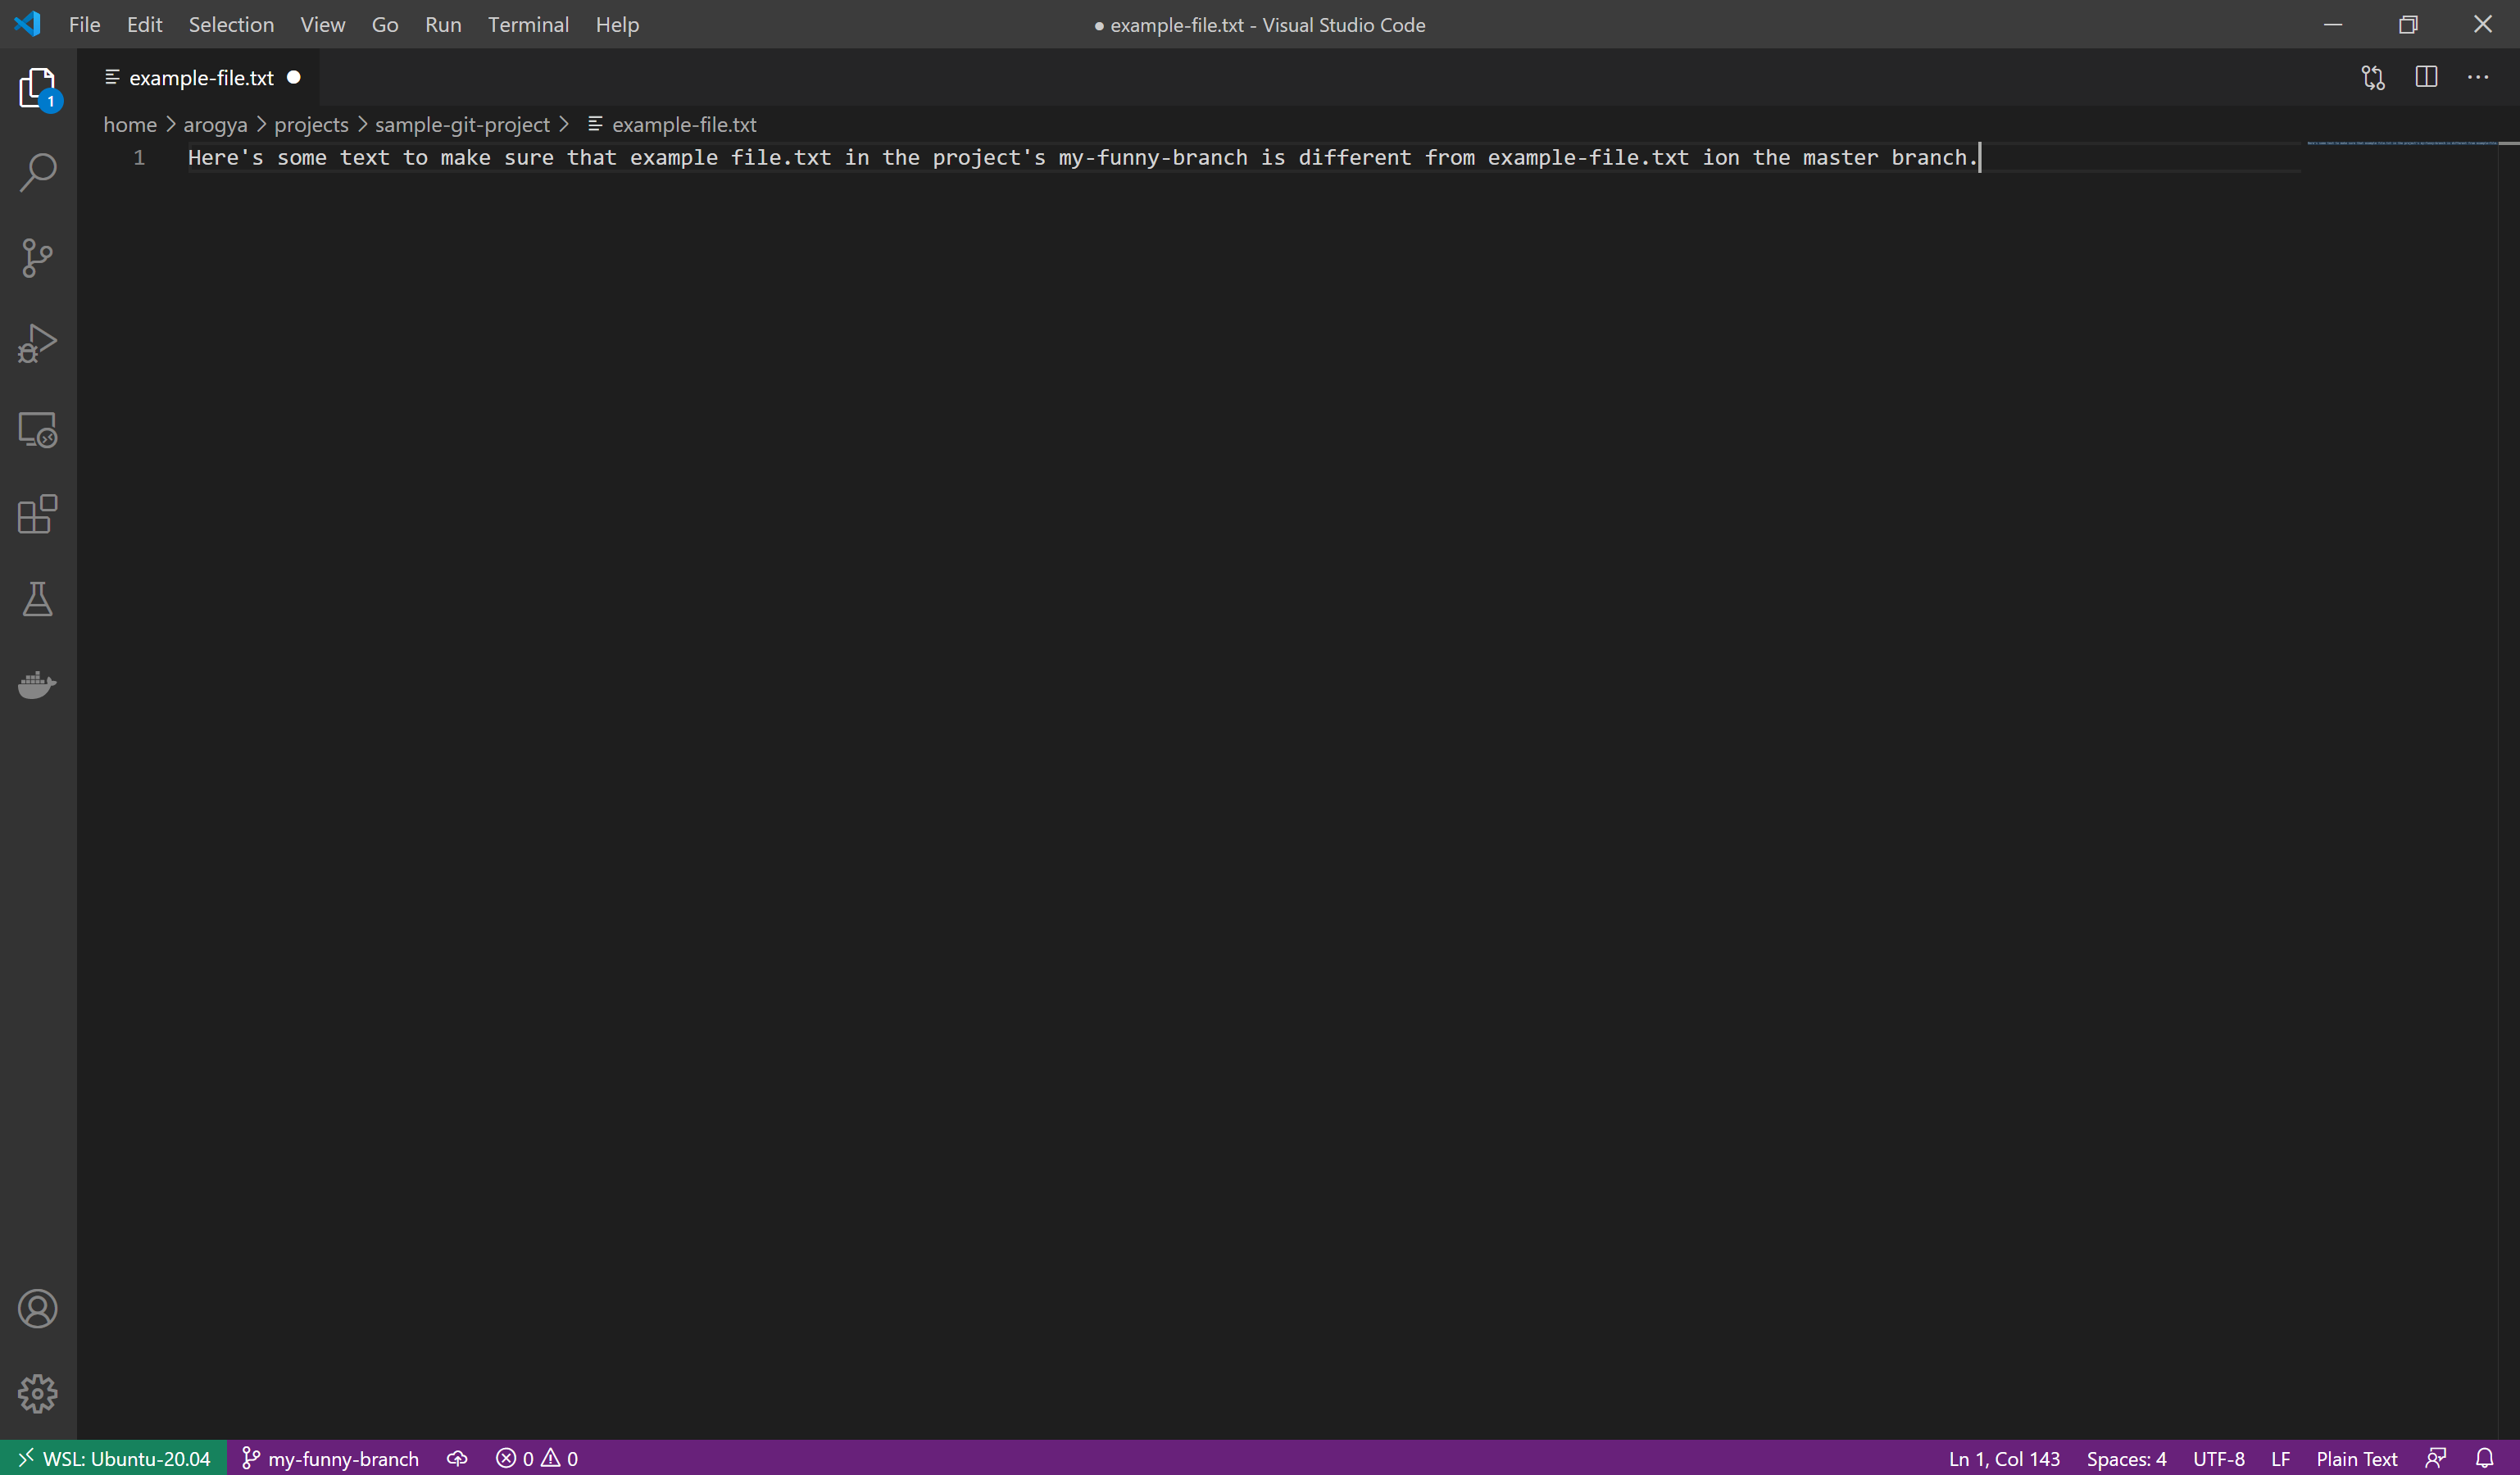 File Edit Selection View Go Run Terminal Help ● example-file.txt - Visual Studio Code
example-file.txt
1
home > arogya > projects > sample-git-project > example-file.txt
1 Here's some text to make sure that example file.txt in the project's my-funny-branch is different from example-file.txt ion the master branch.
WSL: Ubuntu-20.04 my-funny-branch 0 0 Ln 1, Col 143 Spaces: 4 UTF-8 LF Plain Text